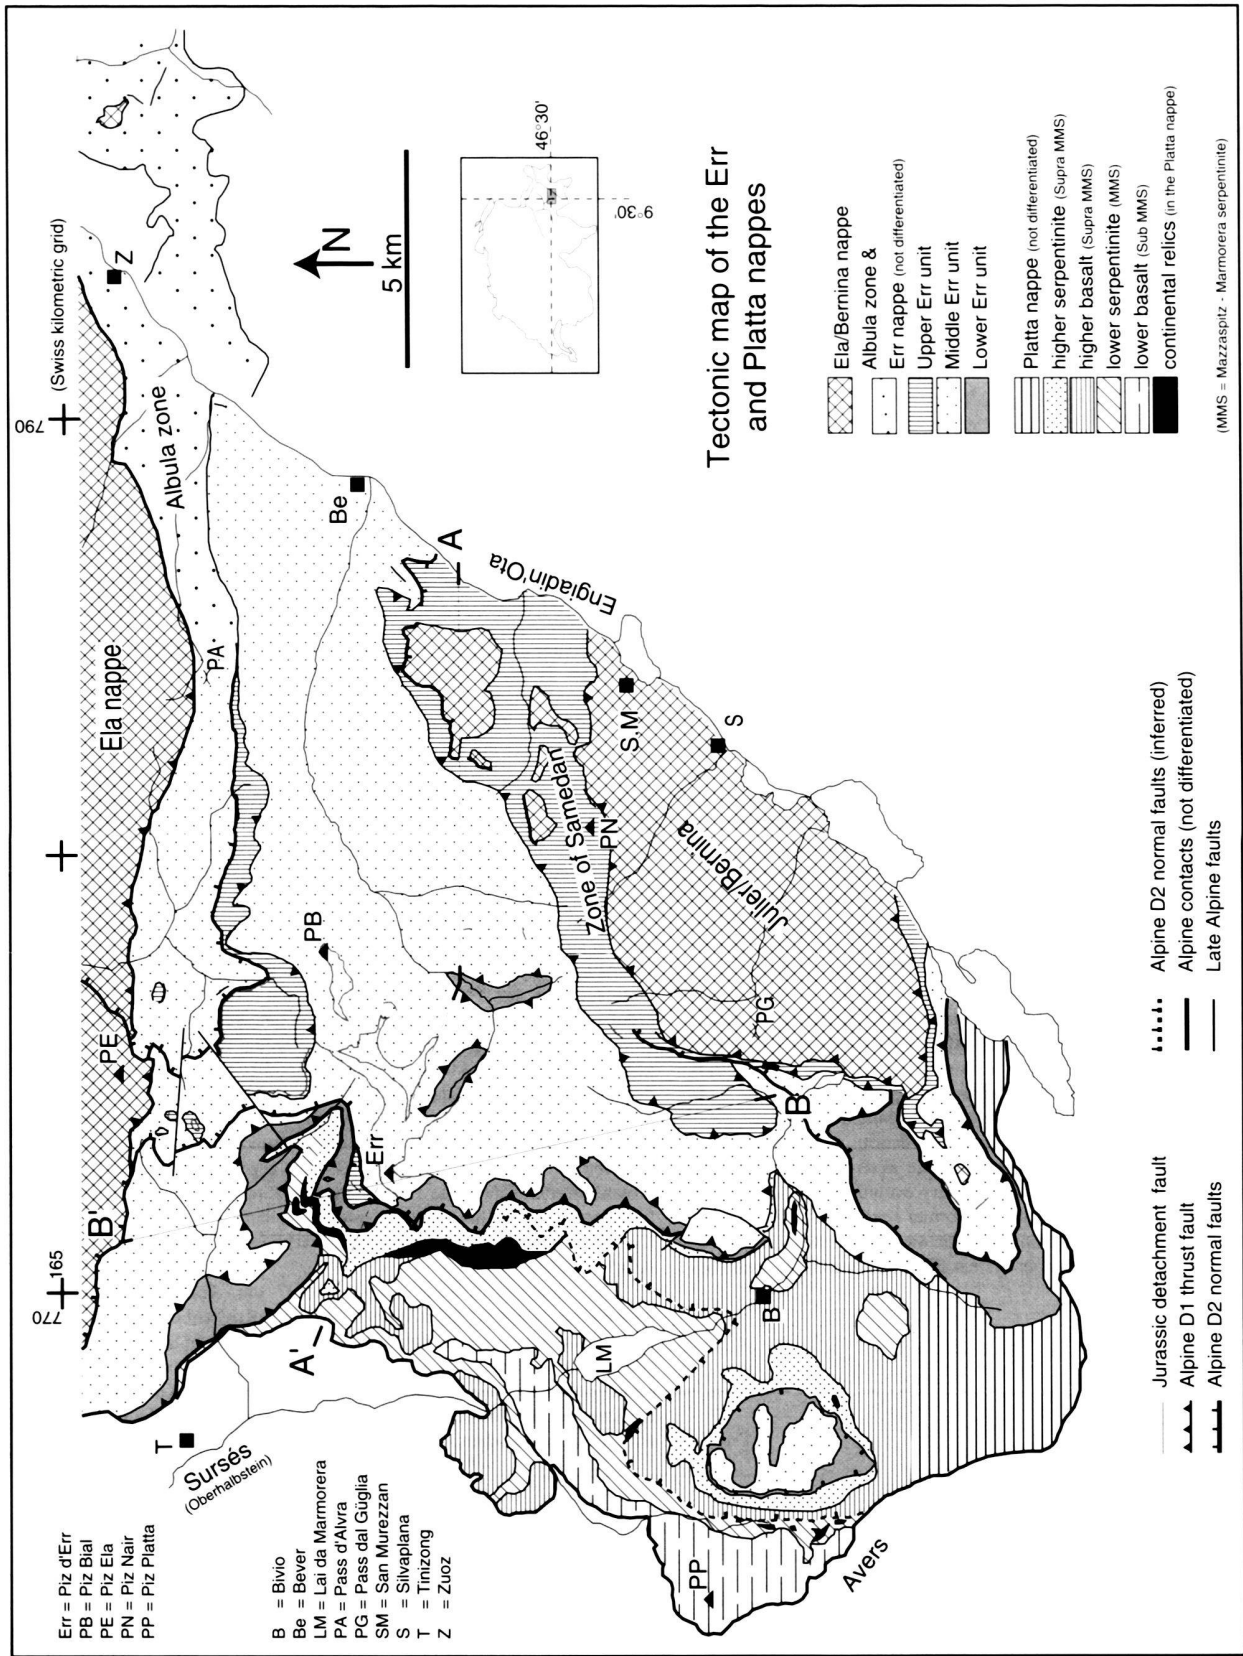 Err = Piz d'Err
PB = Piz Bial
PE = Piz Ela
PN = Piz Nair
PP = Piz Platta
B = Bivio
Be = Bever
LM = Lai da Marmorera
PA = Pass d'Alvra
PG = Pass dal Güglia
SM = San Murezzan
S = Silvaplana
T = Tinizong
Z = Zuoz
770
165
790
(Swiss kilometric grid)
B'
PE
Ela nappe
Albula zone
Z
T
Sursés
(Oberhalbstein)
PA
PB
Be
A'
Err
A
Engiadin'Ota
Zone of Samedan
PN
S.M
S
Julier/Bernina
PG
LM
B
B
PP
Avers
N
5 km
46°30'
9°30'
Tectonic map of the Err
and Platta nappes
Ela/Bernina nappe
Albula zone &
Err nappe (not differentiated)
Upper Err unit
Middle Err unit
Lower Err unit
Platta nappe (not differentiated)
higher serpentinite (Supra MMS)
higher basalt (Supra MMS)
lower serpentinite (MMS)
lower basalt (Sub MMS)
continental relics (in the Platta nappe)
(MMS = Mazzaspitz - Marmorera serpentinite)
Jurassic detachment fault
Alpine D1 thrust fault
Alpine D2 normal faults
Alpine D2 normal faults (inferred)
Alpine contacts (not differentiated)
Late Alpine faults